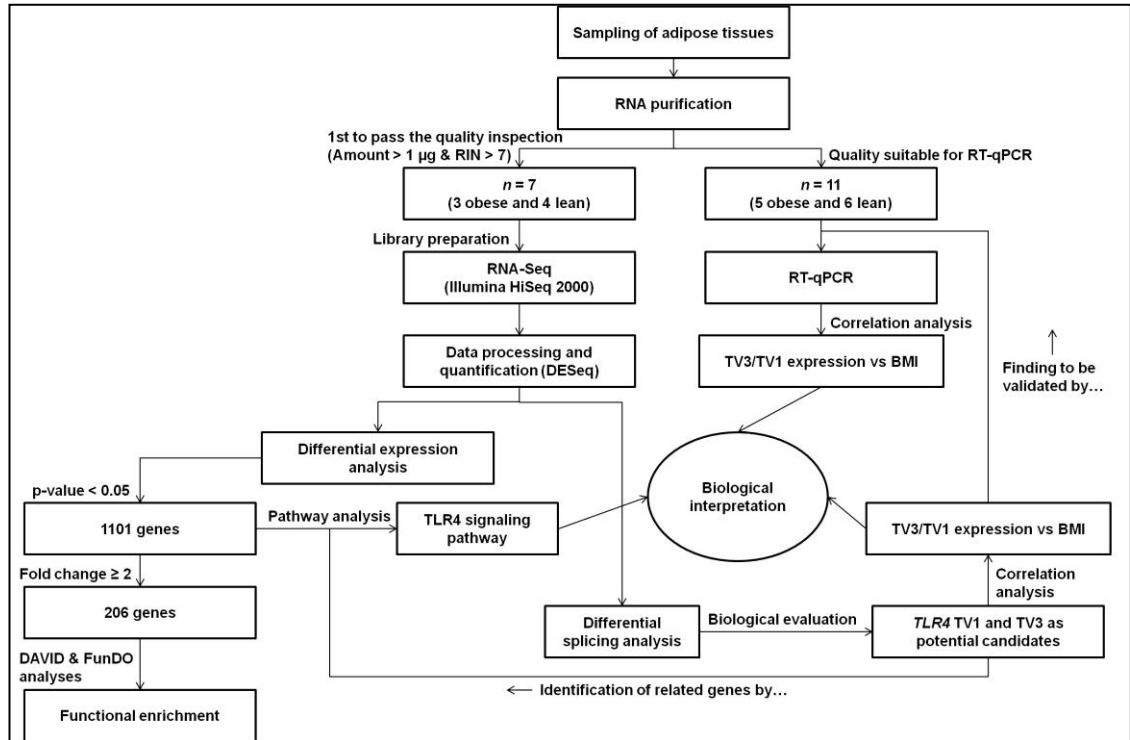 Sampling of adipose tissues
RNA purification
1st to pass the quality inspection
(Amount > 1 µg & RIN > 7)
Quality suitable for RT-qPCR
n = 7
(3 obese and 4 lean)
n = 11
(5 obese and 6 lean)
Library preparation
RNA-Seq
(Illumina HiSeq 2000)
RT-qPCR
Correlation analysis
Data processing and
quantification (DESeq)
TV3/TV1 expression vs BMI
↑
Finding to be
validated by…
Differential expression
analysis
p-value < 0.05
1101 genes
Pathway analysis
TLR4 signaling
pathway
Biological
interpretation
TV3/TV1 expression vs BMI
Fold change ≥ 2
206 genes
Correlation
analysis
Differential
splicing analysis
Biological evaluation
TLR4 TV1 and TV3 as
potential candidates
DAVID & FunDO
analyses
← Identification of related genes by…
Functional enrichment